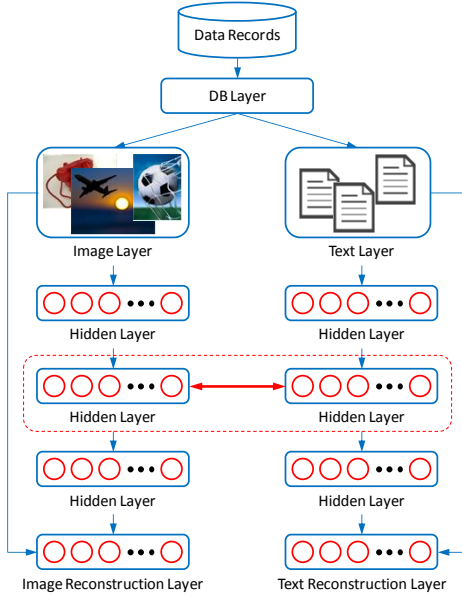 Data Records
DB Layer
Image Layer
Text Layer
Hidden Layer
Hidden Layer
Hidden Layer
Hidden Layer
Hidden Layer
Hidden Layer
Image Reconstruction Layer
Text Reconstruction Layer